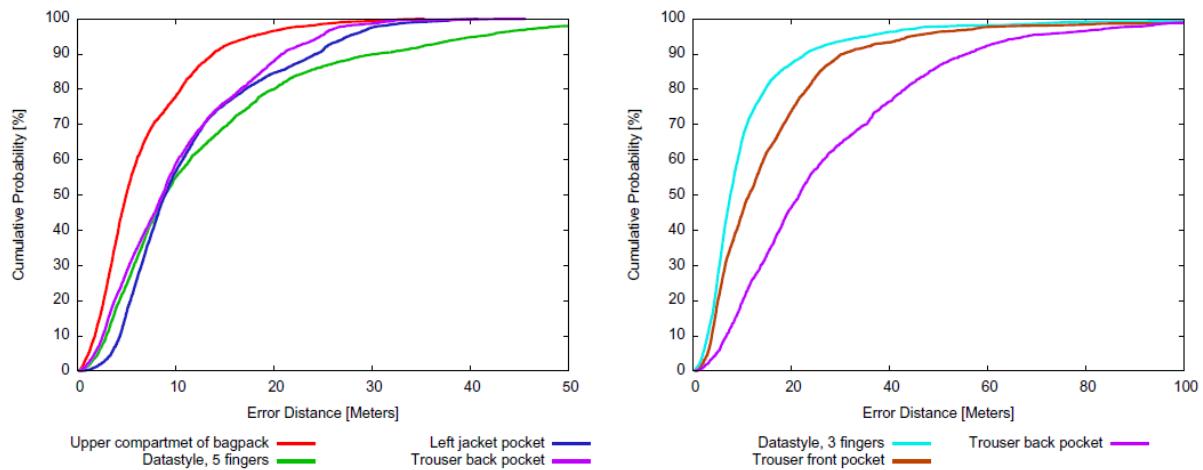 100
90
80
70
60
50
40
30
20
10
0
Cumulative Probability [%]
0 10 20 30 40 50
Error Distance [Meters]
Upper compartmet of bagpack
Datastyle, 5 fingers
Left jacket pocket
Trouser back pocket
100
90
80
70
60
50
40
30
20
10
0
Cumulative Probability [%]
0 20 40 60 80 100
Error Distance [Meters]
Datastyle, 3 fingers
Trouser front pocket
Trouser back pocket